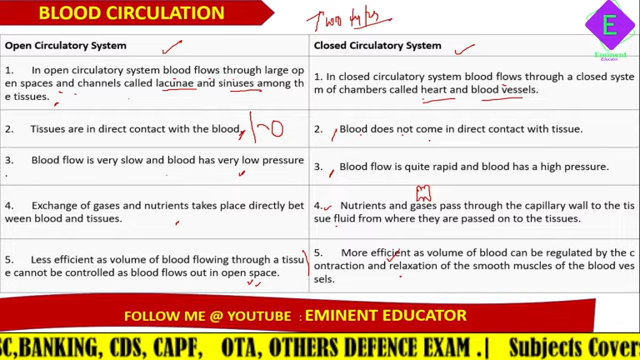 BLOOD CIRCULATION
Two types
E
Eminent
Educator
Open Circulatory System
Closed Circulatory System
1. In open circulatory system blood flows through large op
en spaces and channels called lacunae and sinuses among th
e tissues.
1. In closed circulatory system blood flows through a closed syste
m of chambers called heart and blood vessels.
2. Tissues are in direct contact with the blood.
2. Blood does not come in direct contact with tissue.
3. Blood flow is very slow and blood has very low pressure
.
3. Blood flow is quite rapid and blood has a high pressure.
4. Exchange of gases and nutrients takes place directly bet
ween blood and tissues.
4. Nutrients and gases pass through the capillary wall to the tis
sue fluid from where they are passed on to the tissues.
5. Less efficient as volume of blood flowing through a tissu
e cannot be controlled as blood flows out in open space.
5. More efficient as volume of blood can be regulated by the c
ontraction and relaxation of the smooth muscles of the blood ves
sels.
FOLLOW ME @ YOUTUBE : EMINENT EDUCATOR
SC,BANKING, CDS, CAPF, OTA, OTHERS DEFENCE EXAM .| Subjects Cover